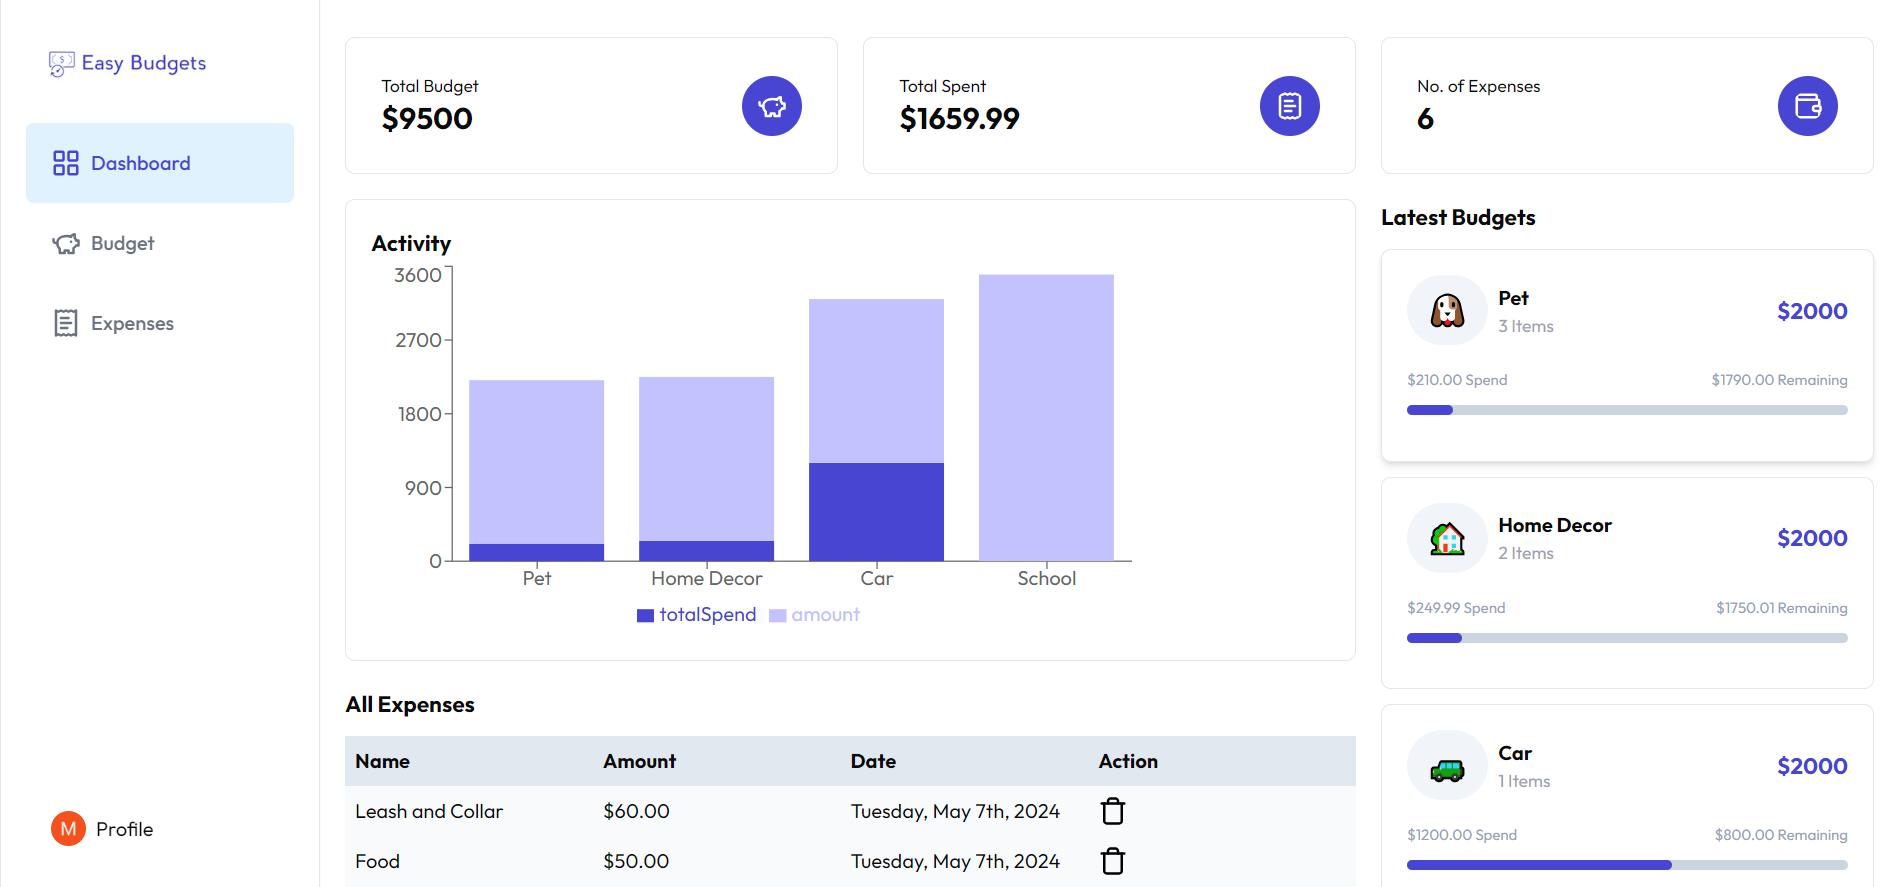 Easy Budgets
Dashboard
Budget
Expenses
M Profile
Total Budget
$9500
Total Spent
$1659.99
No. of Expenses
6
Activity
3600
2700
1800
900
0
Pet Home Decor Car School
totalSpend amount
All Expenses
Name Amount Date Action
Leash and Collar $60.00 Tuesday, May 7th, 2024
Food $50.00 Tuesday, May 7th, 2024
Latest Budgets
Pet
$2000
3 Items
$210.00 Spend $1790.00 Remaining
Home Decor
$2000
2 Items
$249.99 Spend $1750.01 Remaining
Car
$2000
1 Items
$1200.00 Spend $800.00 Remaining